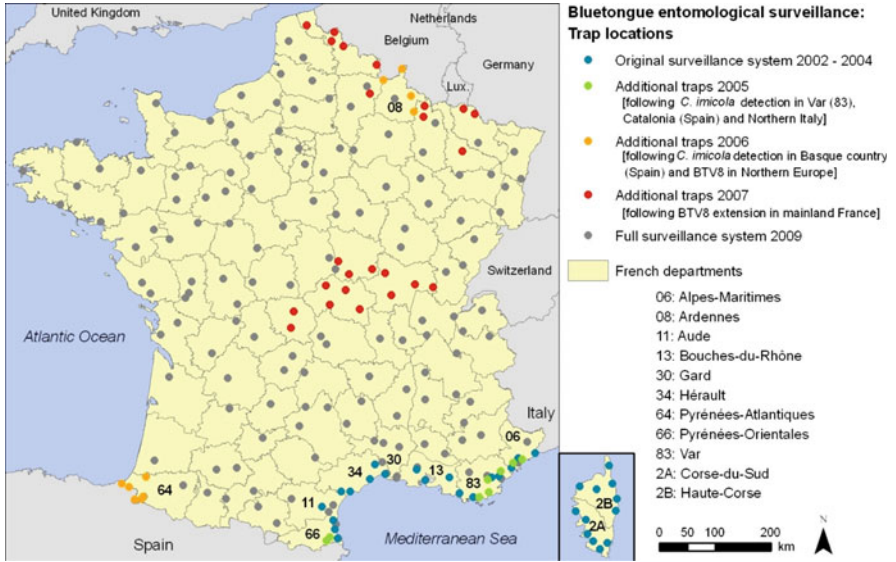 United Kingdom
Netherlands
Belgium
Germany
Lux.
08
Switzerland
Atlantic Ocean
Italy
06
30
34
13
83
64
11
66
Spain
Mediterranean Sea
2B
2A
Bluetongue entomological surveillance:
Trap locations
Original surveillance system 2002 - 2004
Additional traps 2005
[following C. imicola detection in Var (83),
Catalonia (Spain) and Northern Italy]
Additional traps 2006
[following C. imicola detection in Basque country
(Spain) and BTV8 in Northern Europe]
Additional traps 2007
[following BTV8 extension in mainland France]
Full surveillance system 2009
French departments
06: Alpes-Maritimes
08: Ardennes
11: Aude
13: Bouches-du-Rhône
30: Gard
34: Hérault
64: Pyrénées-Atlantiques
66: Pyrénées-Orientales
83: Var
2A: Corse-du-Sud
2B: Haute-Corse
N
0 100 200
km